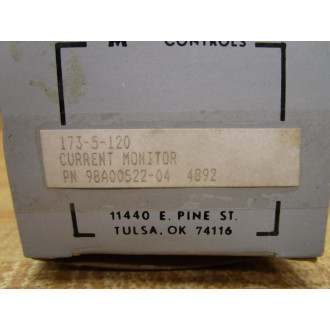 M CONTROLS
173-5-120
CURRENT MONITOR
PN 98A00522-04 4892
11440 E. PINE ST.
TULSA, OK 74116